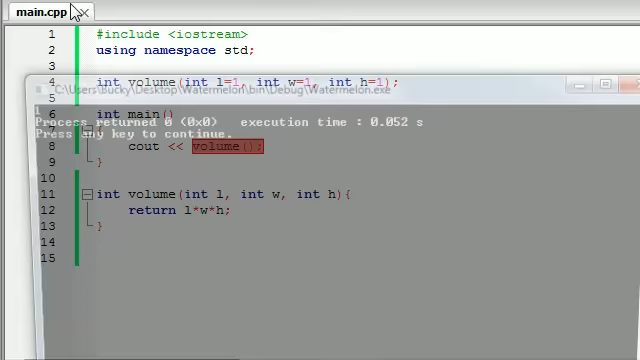 main.cpp
1 #include <iostream>
2 using namespace std;
3
4 int volume(int l=1, int w=1, int h=1);
C:\Users\Bucky\Desktop\Watermelon\bin\Debug\Watermelon.exe
5
1
6 int main()
Process returned 0 (0x0)   execution time : 0.052 s
7
Press any key to continue.
8 cout << volume();
9 }
10
11 int volume(int l, int w, int h){
12 return l*w*h;
13 }
14
15